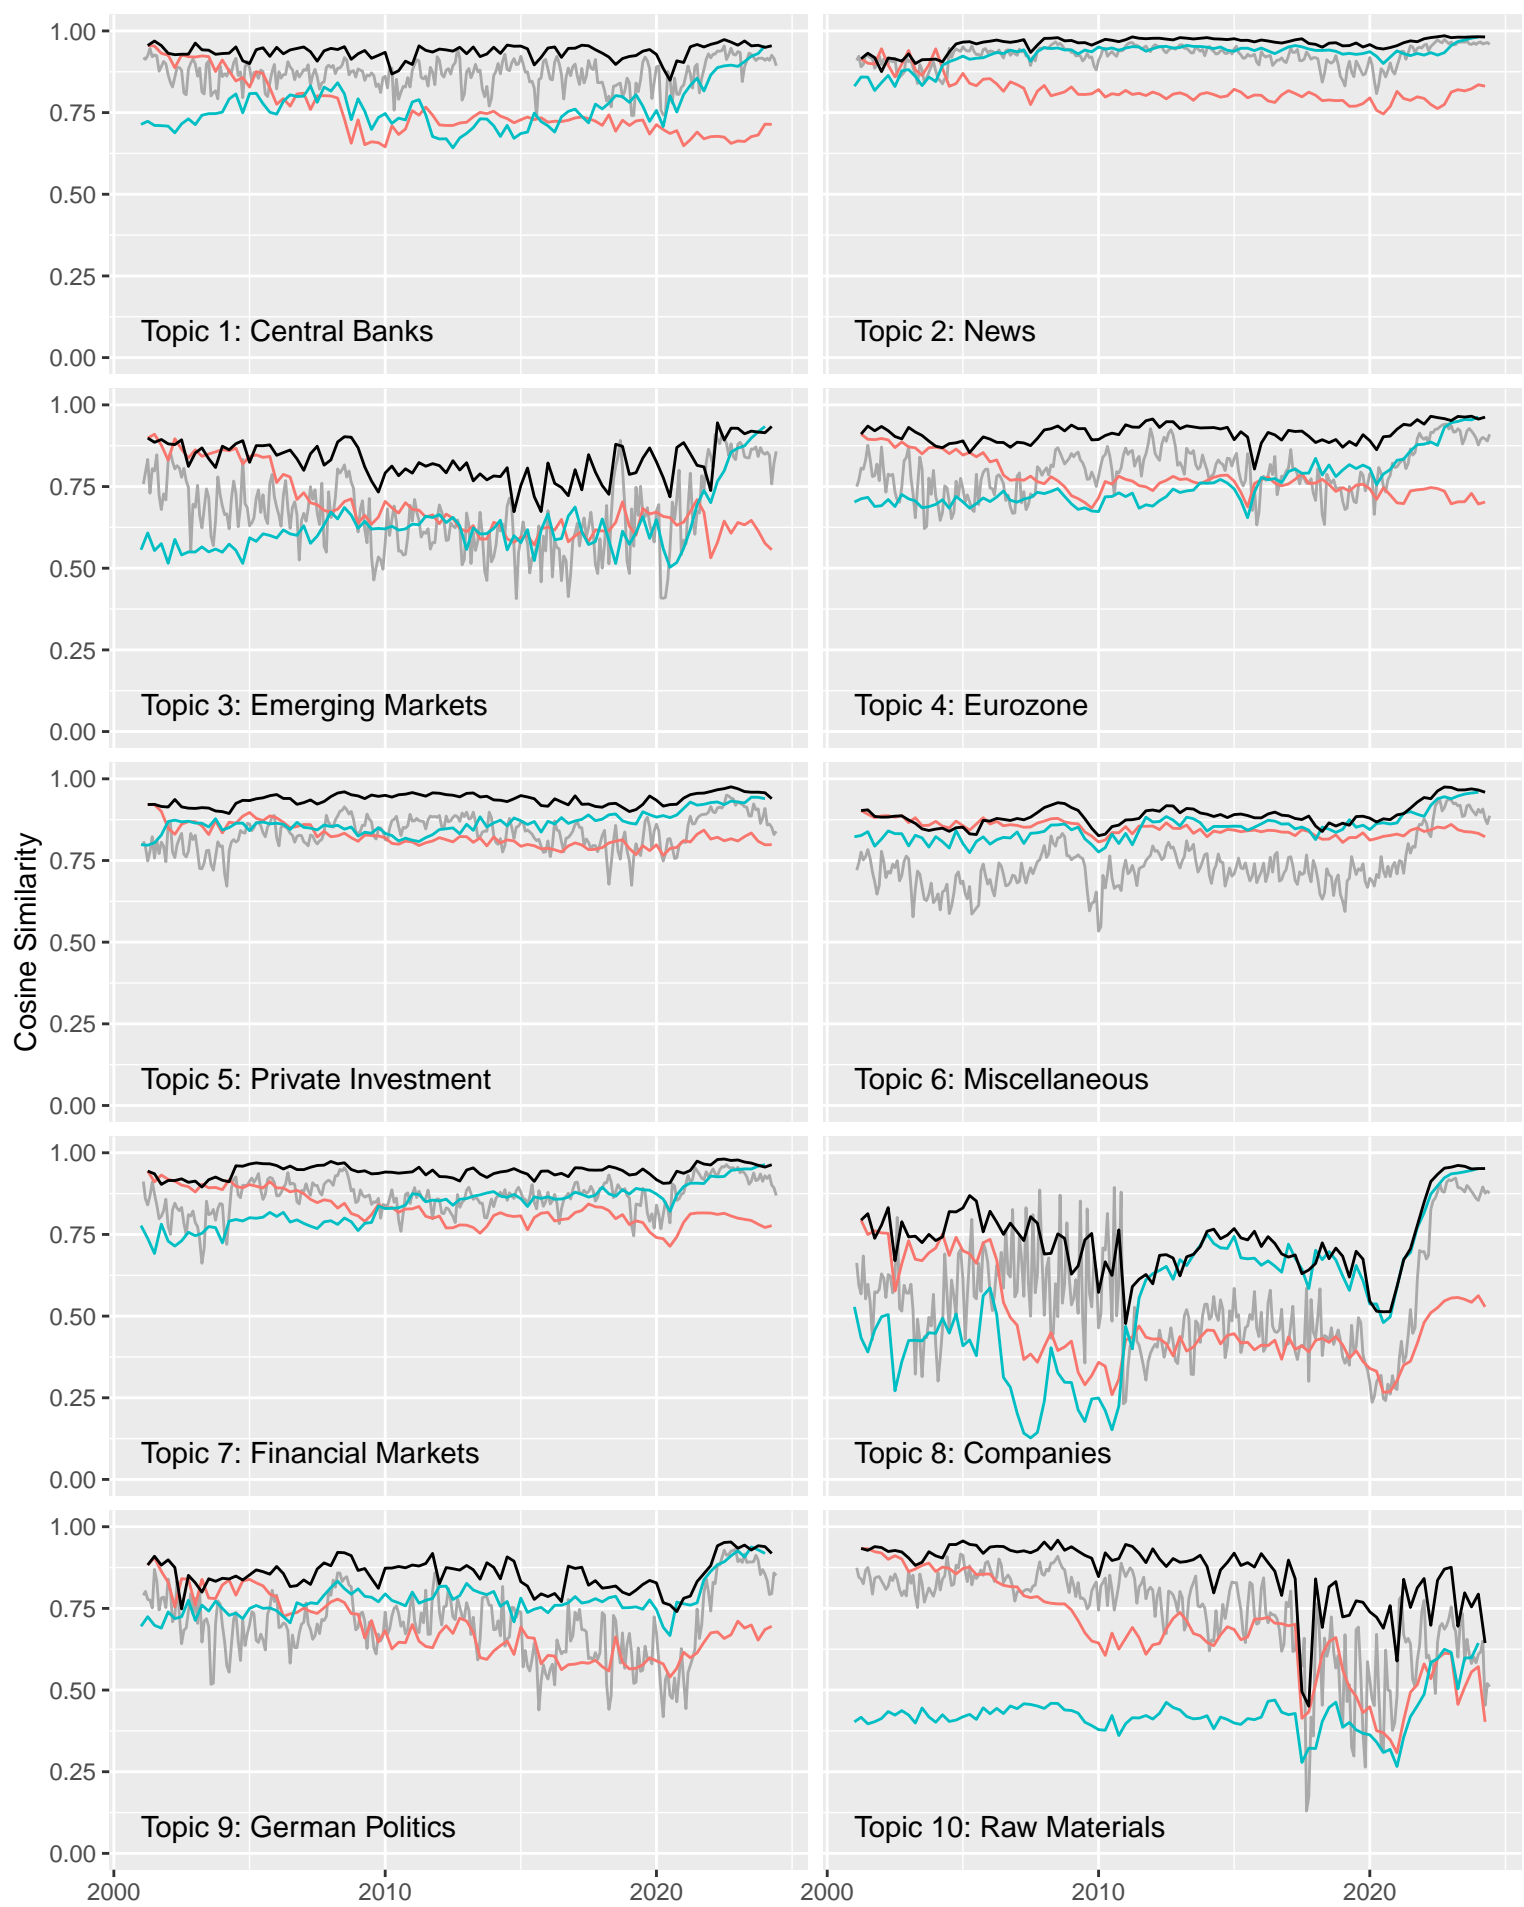 Cosine Similarity
1.00
0.75
0.50
0.25
0.00
Topic 1: Central Banks
Topic 2: News
1.00
0.75
0.50
0.25
0.00
Topic 3: Emerging Markets
Topic 4: Eurozone
1.00
0.75
0.50
0.25
0.00
Topic 5: Private Investment
Topic 6: Miscellaneous
1.00
0.75
0.50
0.25
0.00
Topic 7: Financial Markets
Topic 8: Companies
1.00
0.75
0.50
0.25
0.00
Topic 9: German Politics
Topic 10: Raw Materials
2000 2010 2020 2000 2010 2020